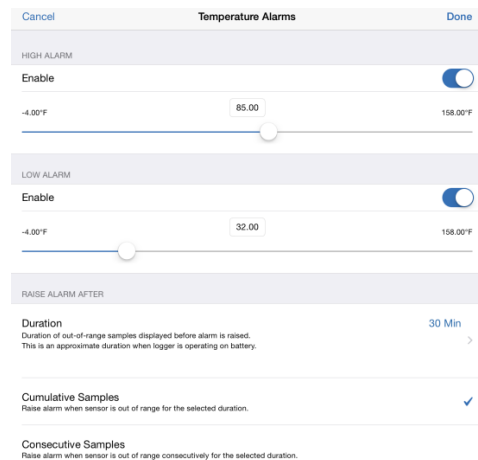 Cancel Temperature Alarms Done
HIGH ALARM
Enable
85.00
-4.00°F 158.00°F
LOW ALARM
Enable
32.00
-4.00°F 158.00°F
RAISE ALARM AFTER
Duration 30 Min
Duration of out-of-range samples displayed before alarm is raised.
This is an approximate duration when logger is operating on battery.
Cumulative Samples
Raise alarm when sensor is out of range for the selected duration.
Consecutive Samples
Raise alarm when sensor is out of range consecutively for the selected duration.